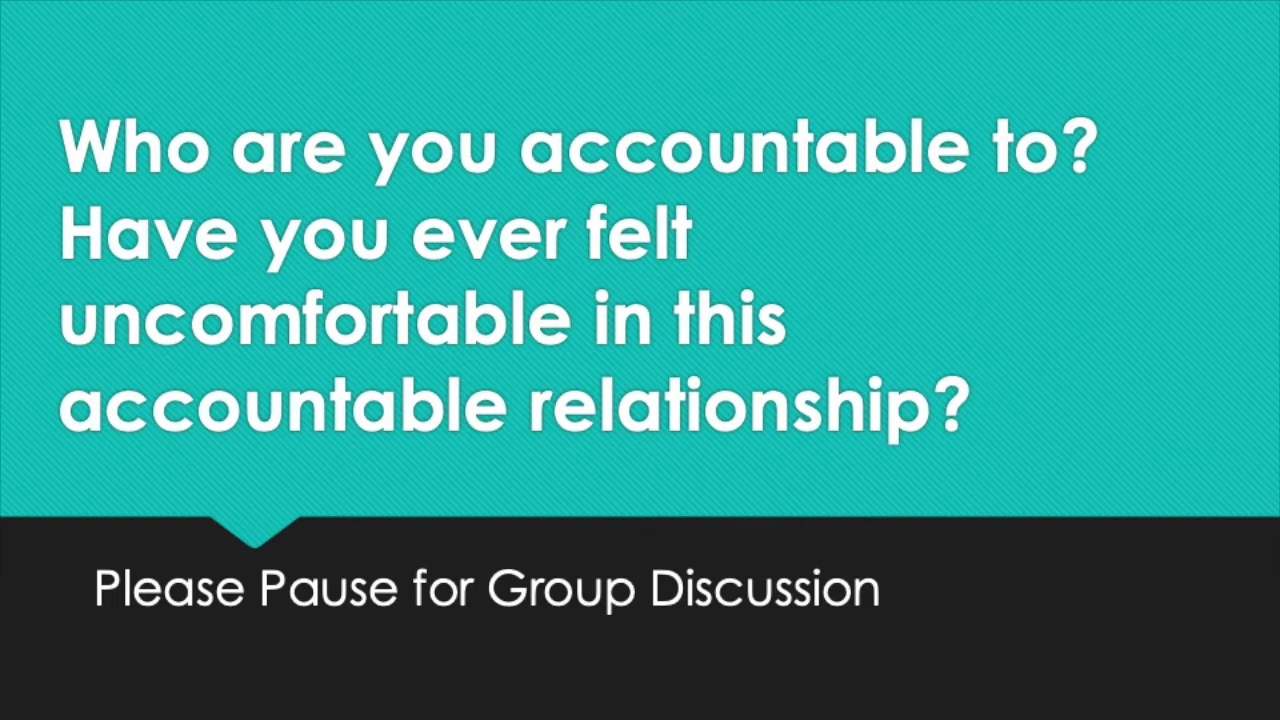 Who are you accountable to?
Have you ever felt
uncomfortable in this
accountable relationship?
Please Pause for Group Discussion